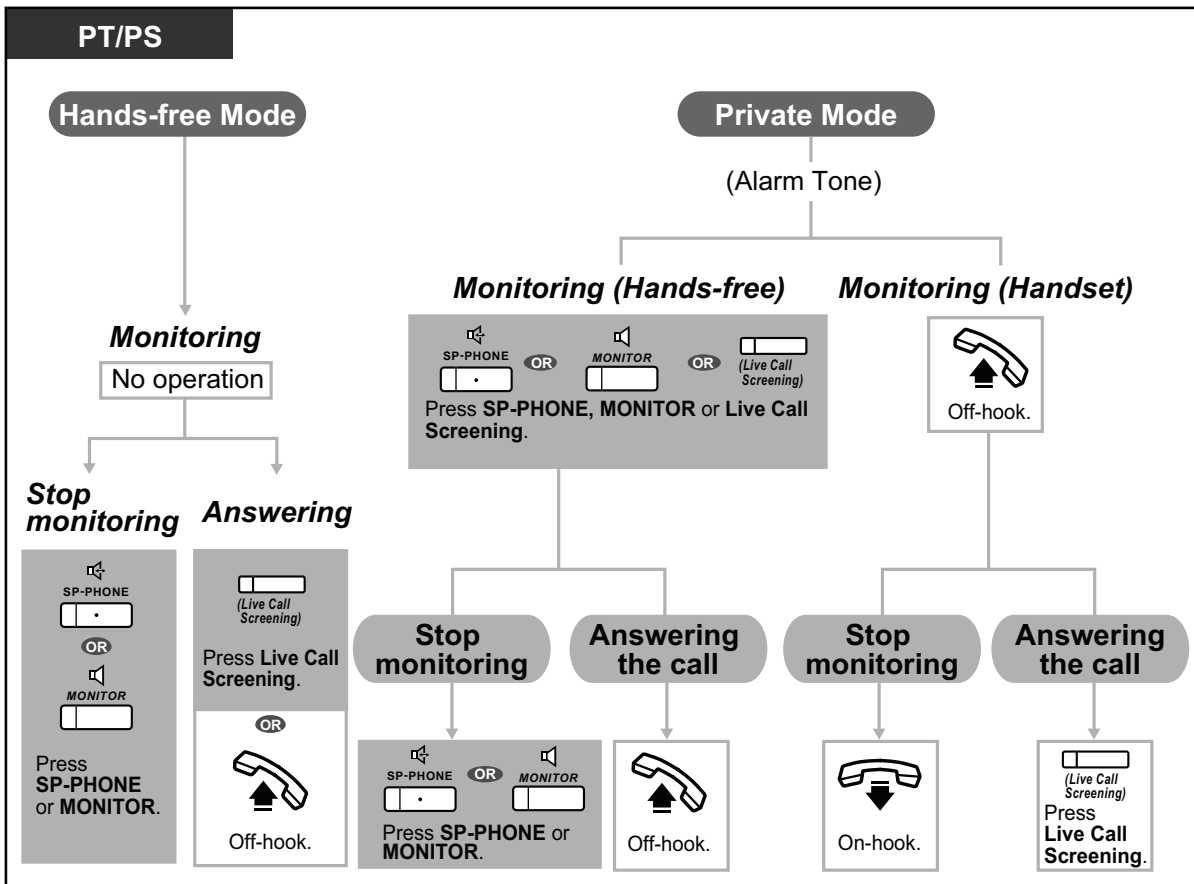 PT/PS
Hands-free Mode
Monitoring
No operation
Stop
monitoring
SP-PHONE
OR
MONITOR
Press
SP-PHONE
or MONITOR.
Answering
(Live Call
Screening)
Press Live Call
Screening.
OR
Off-hook.
Private Mode
(Alarm Tone)
Monitoring (Hands-free)
SP-PHONE
OR
MONITOR
OR
(Live Call
Screening)
Press SP-PHONE, MONITOR or Live Call
Screening.
Stop
monitoring
SP-PHONE
OR
MONITOR
Press SP-PHONE or
MONITOR.
Answering
the call
Off-hook.
Monitoring (Handset)
Off-hook.
Stop
monitoring
On-hook.
Answering
the call
(Live Call
Screening)
Press
Live Call
Screening.